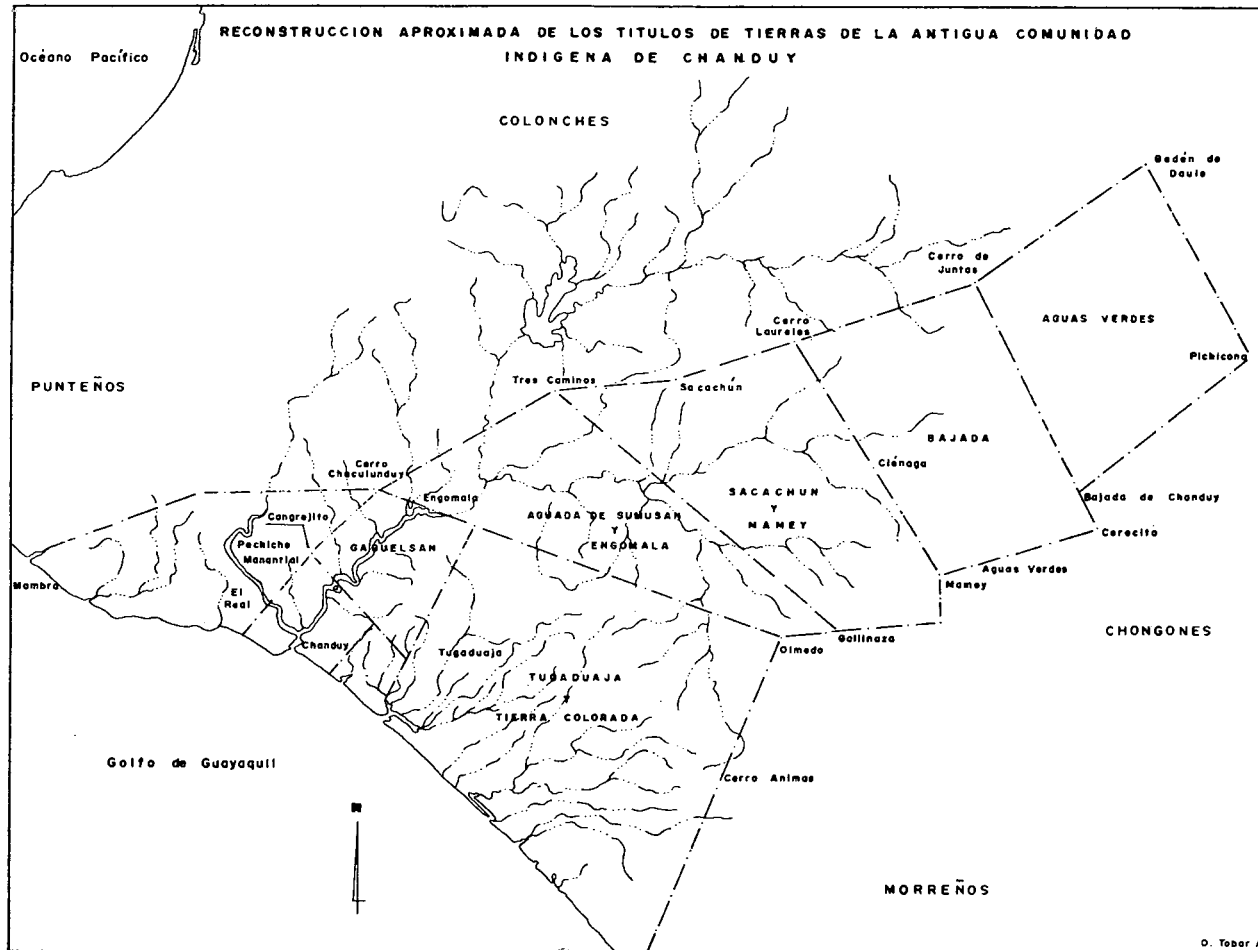 RECONSTRUCCION APROXIMADA DE LOS TITULOS DE TIERRAS DE LA ANTIGUA COMUNIDAD
INDIGENA DE CHANDUY
Océano Pacífico
COLONCHES
Badén de
Daule
Cerro de
Juntas
AGUAS VERDES
Cerro
Laureles
Pichicona
PUNTEÑOS
Tres Caminos
Sacachún
BAJADA
Ciénaga
Cerro
Checulunduy
Engomala
SACACHUN
Y
MAMEY
Bajada de Chanduy
Cangrejito
AGUADA DE SUMUSAN
Y
ENGOMALA
Cerecito
Pechiche
Manantial
GAGUELSAN
Aguas Verdes
Mambra
Mamey
El
Real
CHONGONES
Chanduy
Tugaduaja
Olmedo
Gallinaza
TUGADUAJA
Y
TIERRA COLORADA
Golfo de Guayaquil
Cerro Animas
N
MORREÑOS
D. Tobar